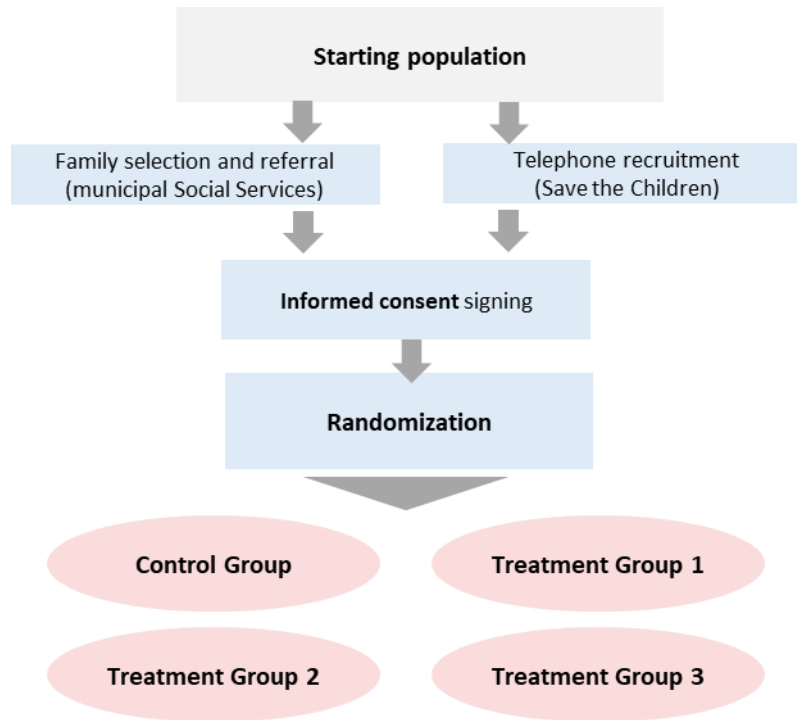 Starting population
Family selection and referral
(municipal Social Services)
Telephone recruitment
(Save the Children)
Informed consent signing
Randomization
Control Group
Treatment Group 1
Treatment Group 2
Treatment Group 3